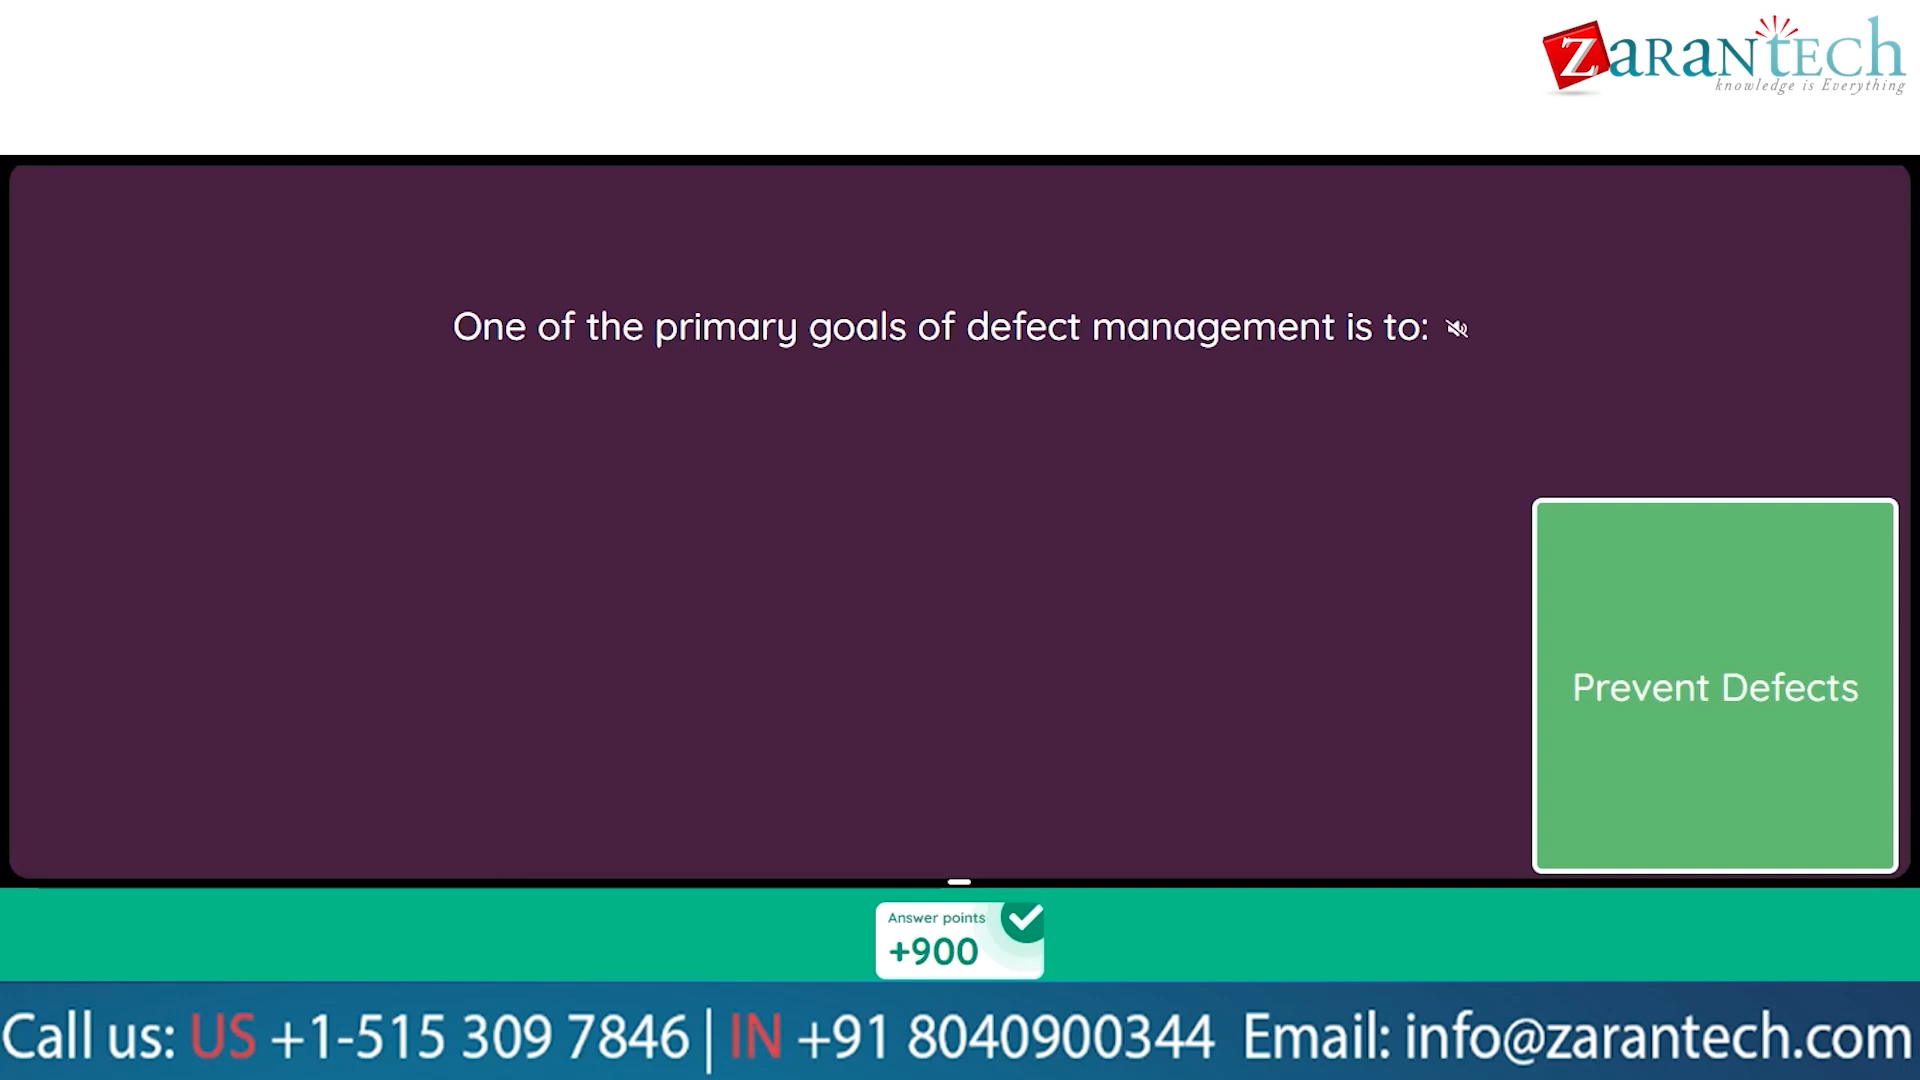 ZARANTECH
knowledge is Everything
One of the primary goals of defect management is to:
Prevent Defects
Answer points
+900
Call us: US +1-515 309 7846 | IN +91 8040900344 Email: info@zarantech.com